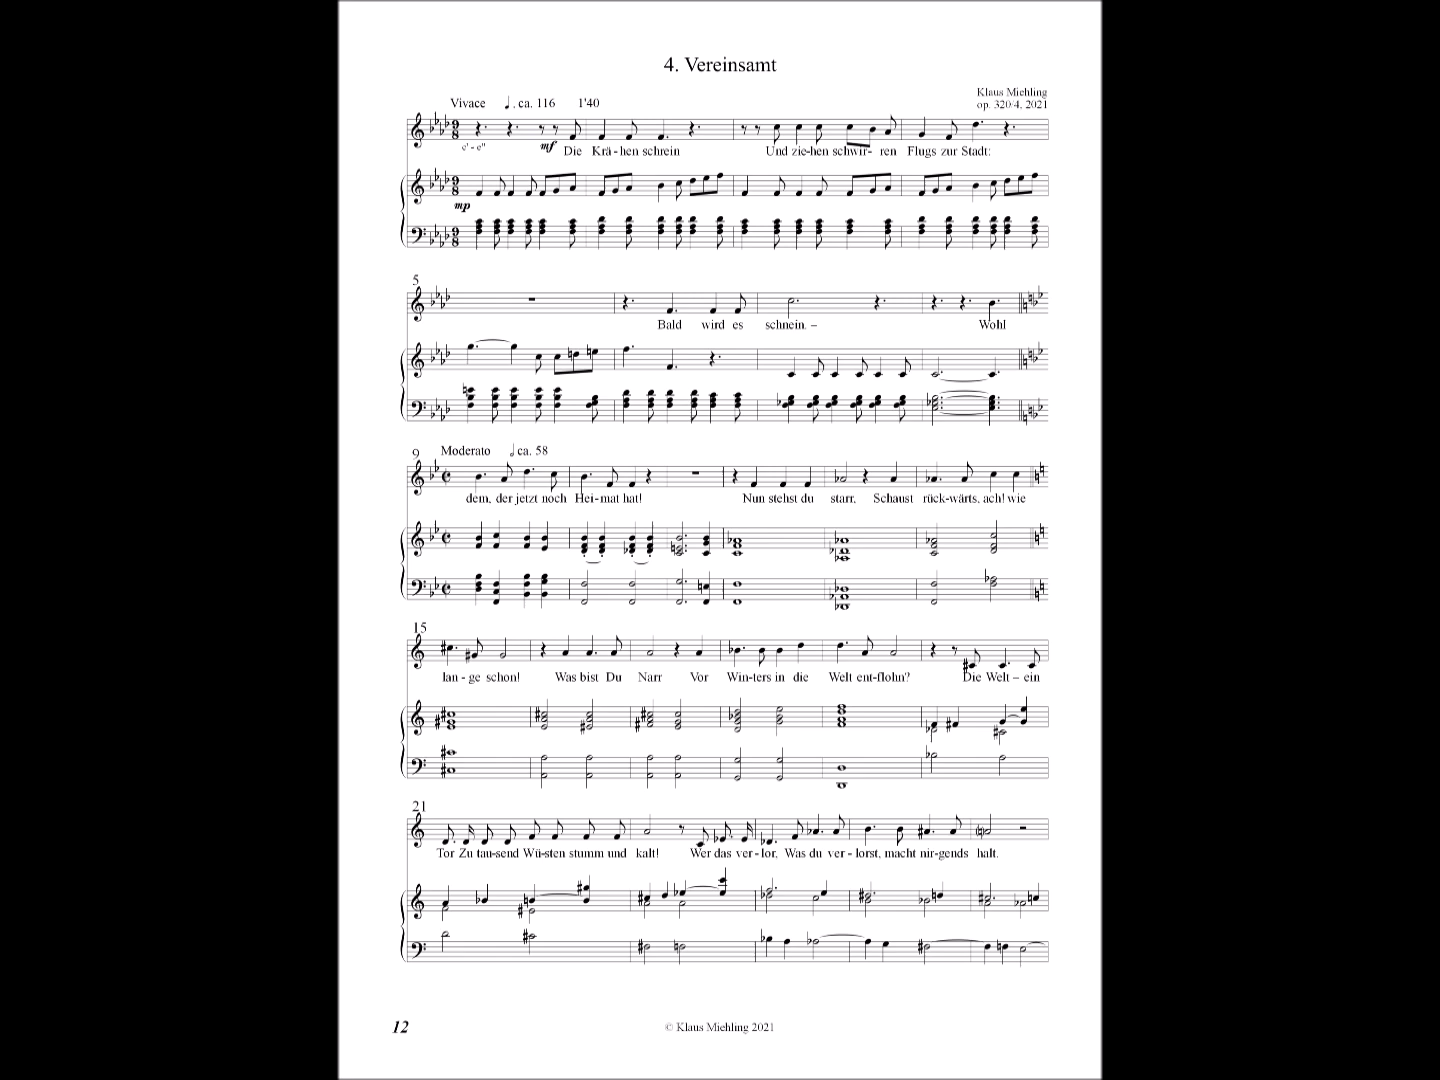 4. Vereinsamt
Klaus Miehling
op. 320/4, 2021
Vivace ♩. ca. 116 1'40
c' - e"
mf
Die Krä - hen schrein Und zie-hen schwir- ren Flugs zur Stadt:
mp
5
Bald wird es schnein. – Wohl
9
Moderato ca. 58
dem, der jetzt noch Hei-mat hat! Nun stehst du starr, Schaust rück-wärts, ach! wie
15
lan - ge schon! Was bist Du Narr Vor Win-ters in die Welt ent-flohn? Die Welt – ein
21
Tor Zu tau-send Wü-sten stumm und kalt! Wer das ver - lor, Was du ver - lorst, macht nir-gends halt.
12
© Klaus Miehling 2021